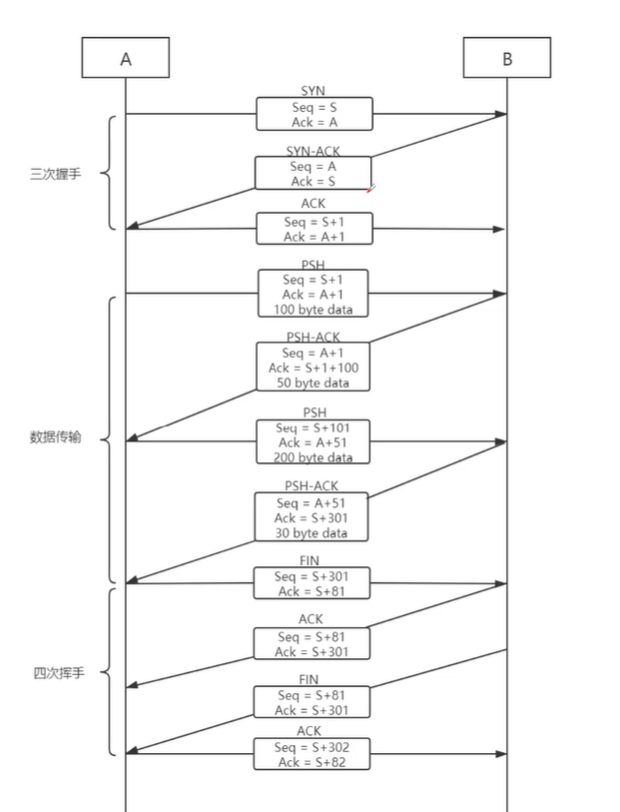 A
B
SYN
Seq = S
Ack = A
SYN-ACK
Seq = A
Ack = S
三次握手
ACK
Seq = S+1
Ack = A+1
PSH
Seq = S+1
Ack = A+1
100 byte data
PSH-ACK
Seq = A+1
Ack = S+1+100
50 byte data
数据传输
PSH
Seq = S+101
Ack = A+51
200 byte data
PSH-ACK
Seq = A+51
Ack = S+301
30 byte data
FIN
Seq = S+301
Ack = S+81
ACK
Seq = S+81
Ack = S+301
四次挥手
FIN
Seq = S+81
Ack = S+301
ACK
Seq = S+302
Ack = S+82